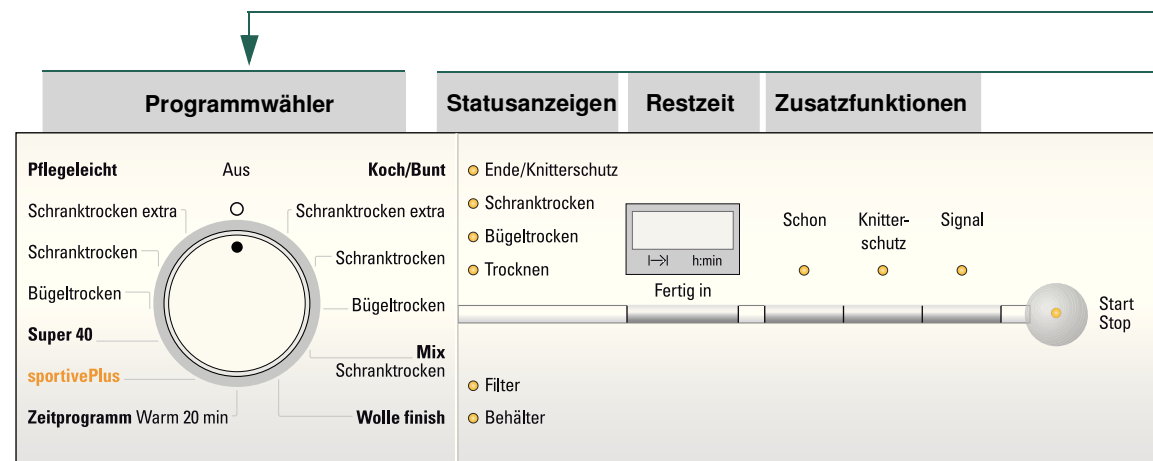 Programmwähler
Statusanzeigen
Restzeit
Zusatzfunktionen
Pflegeleicht
Aus
Koch/Bunt
Schranktrocken extra
Schranktrocken
Bügeltrocken
Super 40
sportivePlus
Zeitprogramm Warm 20 min
Schranktrocken extra
Schranktrocken
Bügeltrocken
Mix
Schranktrocken
Wolle finish
Ende/Knitterschutz
Schranktrocken
Bügeltrocken
Trocknen
h:min
Fertig in
Schon
Knitter-
schutz
Signal
Start
Stop
Filter
Behälter